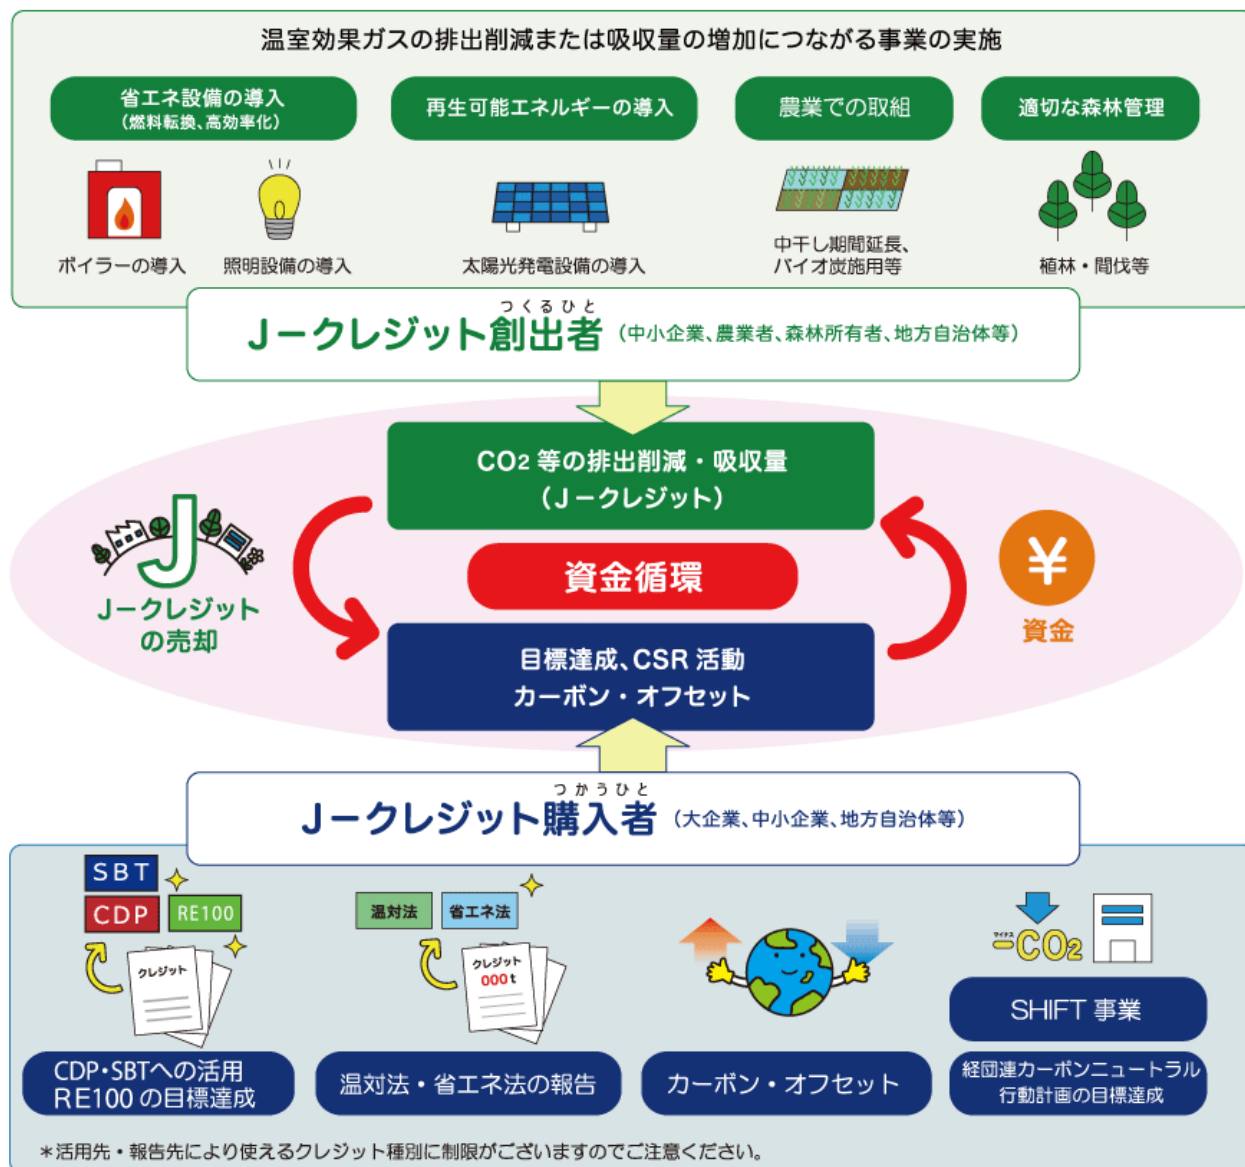 温室効果ガスの排出削減または吸収量の増加につながる事業の実施
省エネ設備の導入
（燃料転換、高効率化）
再生可能エネルギーの導入
農業での取組
適切な森林管理
ボイラーの導入
照明設備の導入
太陽光発電設備の導入
中干し期間延長、
バイオ炭施用等
植林・間伐等
つくるひと
Jークレジット創出者（中小企業、農業者、森林所有者、地方自治体等）
CO2 等の排出削減・吸収量
（Jークレジット）
J
Jークレジット
の売却
資金循環
¥
資金
目標達成、CSR 活動
カーボン・オフセット
つかうひと
Jークレジット購入者（大企業、中小企業、地方自治体等）
SBT
CDP
RE100
クレジット
温対法
省エネ法
クレジット
000t
マイナス
ーCO2
CDP・SBTへの活用
RE100の目標達成
温対法・省エネ法の報告
カーボン・オフセット
SHIFT 事業
経団連カーボンニュートラル
行動計画の目標達成
＊活用先・報告先により使えるクレジット種別に制限がございますのでご注意ください。